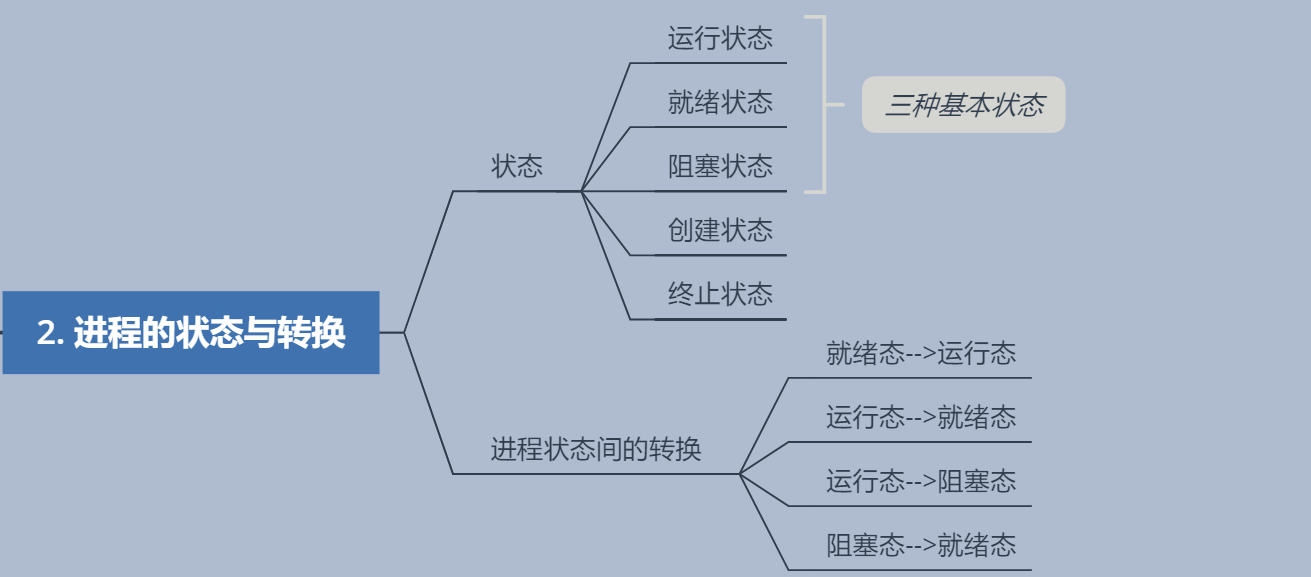 2. 进程的状态与转换
状态
运行状态
就绪状态
阻塞状态
三种基本状态
创建状态
终止状态
进程状态间的转换
就绪态-->运行态
运行态-->就绪态
运行态-->阻塞态
阻塞态-->就绪态